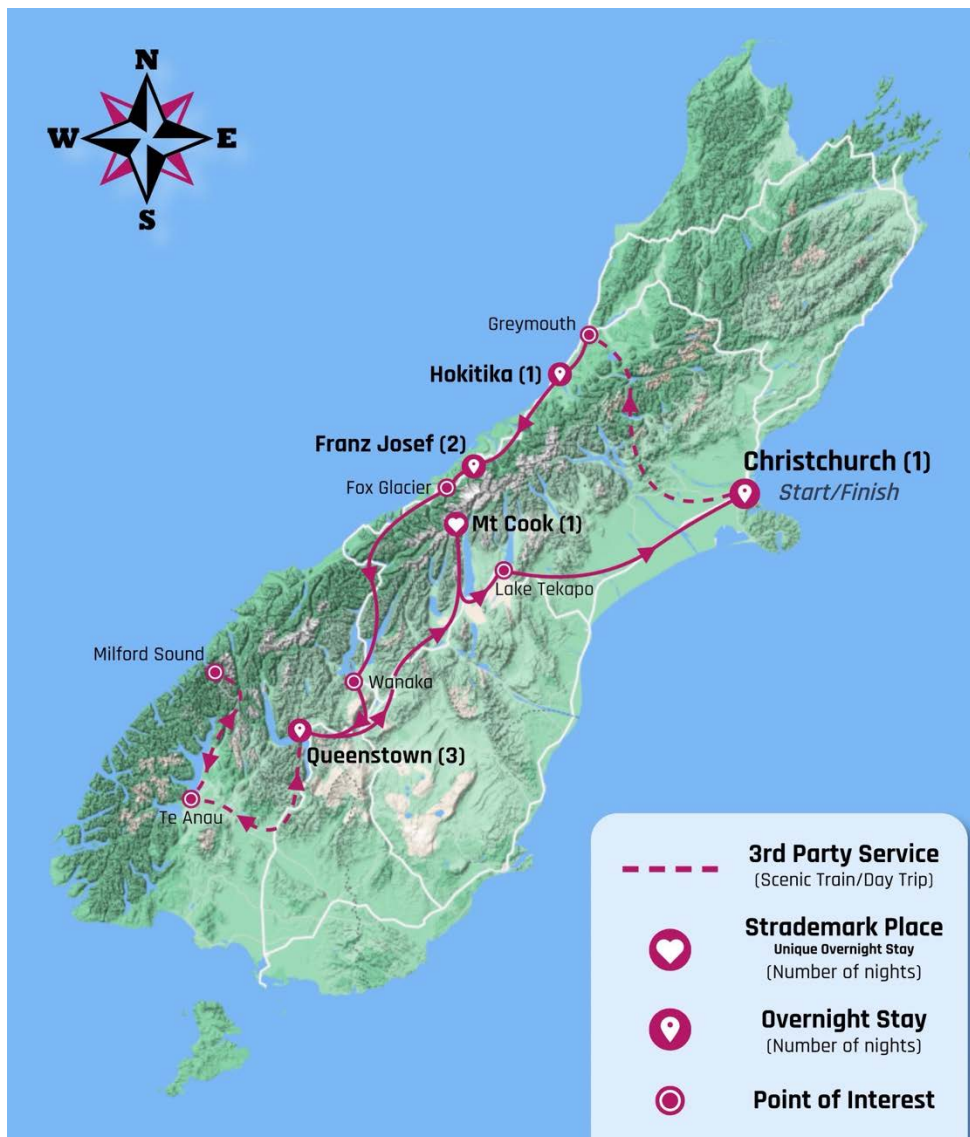 N
W E
S
Greymouth
Hokitika (1)
Franz Josef (2)
Christchurch (1)
Start/Finish
Fox Glacier
Mt Cook (1)
Lake Tekapo
Milford Sound
Wanaka
Queenstown (3)
Te Anau
3rd Party Service
(Scenic Train/Day Trip)
Strademark Place
Unique Overnight Stay
(Number of nights)
Overnight Stay
(Number of nights)
Point of Interest